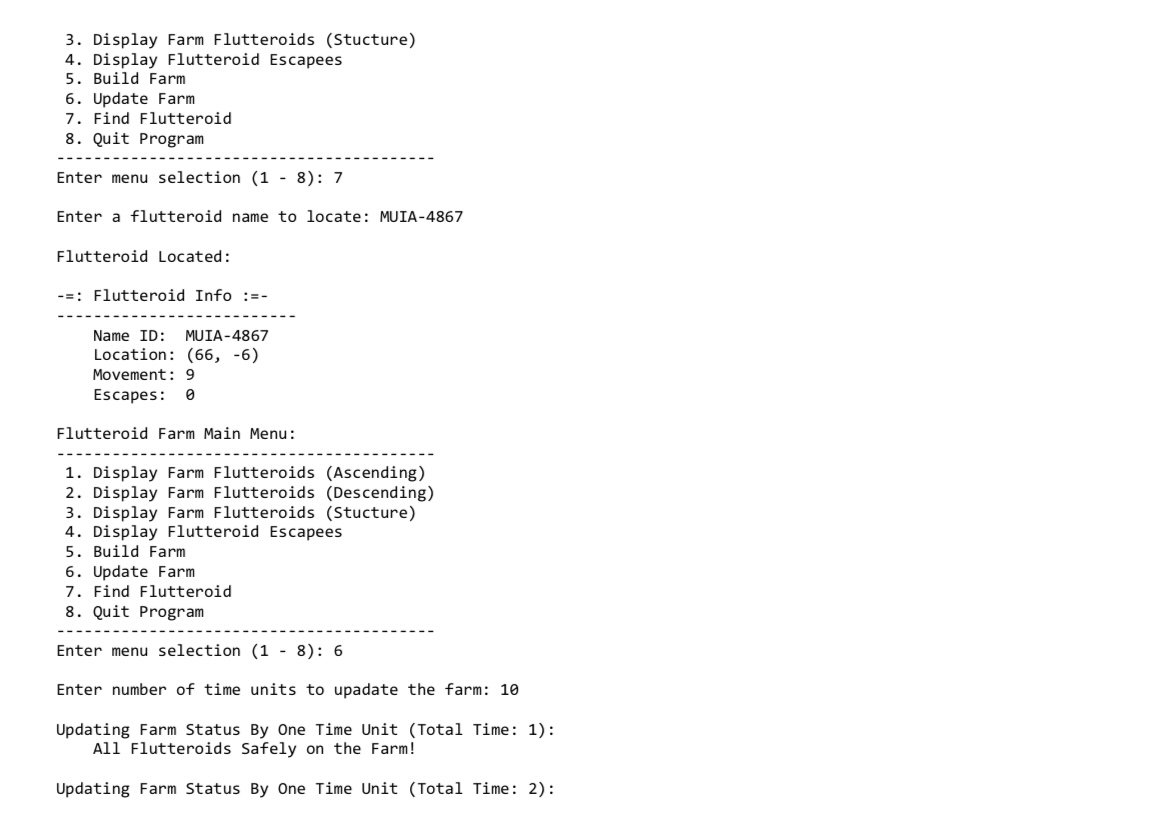 3. Display Farm Flutteroids (Stucture)
4. Display Flutteroid Escapees
5. Build Farm
6. Update Farm
7. Find Flutteroid
8. Quit Program
-----------------------------------------
Enter menu selection (1 - 8): 7
Enter a flutteroid name to locate: MUIA-4867
Flutteroid Located:
-=: Flutteroid Info :=-
--------------------------
Name ID:  MUIA-4867
Location: (66, -6)
Movement: 9
Escapes:  0
Flutteroid Farm Main Menu:
-----------------------------------------
1. Display Farm Flutteroids (Ascending)
2. Display Farm Flutteroids (Descending)
3. Display Farm Flutteroids (Stucture)
4. Display Flutteroid Escapees
5. Build Farm
6. Update Farm
7. Find Flutteroid
8. Quit Program
-----------------------------------------
Enter menu selection (1 - 8): 6
Enter number of time units to upadate the farm: 10
Updating Farm Status By One Time Unit (Total Time: 1):
All Flutteroids Safely on the Farm!
Updating Farm Status By One Time Unit (Total Time: 2):